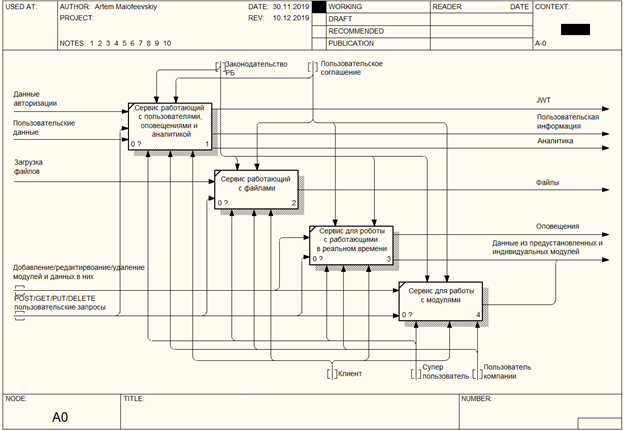 USED AT:
AUTHOR: Artem Malofeevskiy
DATE: 30.11.2019
WORKING
READER
DATE
CONTEXT:
PROJECT:
REV: 10.12.2019
DRAFT
RECOMMENDED
NOTES: 1 2 3 4 5 6 7 8 9 10
PUBLICATION
A-0
Законодательство
РБ
Пользовательское
соглашение
Данные
авторизации
Пользовательские
данные
Сервис работающий
с пользователями,
оповещениями и
аналитикой
0 ?
1
JWT
Пользовательская
информация
Аналитика
Загрузка
файлов
Сервис работающий
с файлами
0 ?
2
Файлы
Сервис для роботы
с работающими
в реальном времени
0 ?
3
Оповещения
Данные из предустановленных и
индивидуальных модулей
Добавление/редактирвоание/удаление
модулей и данных в них
POST/GET/PUT/DELETE
пользовательские запросы
Сервис для работы
с модулями
0 ?
4
Клиент
Супер
пользователь
Пользователь
компании
NODE:
TITLE:
NUMBER:
A0